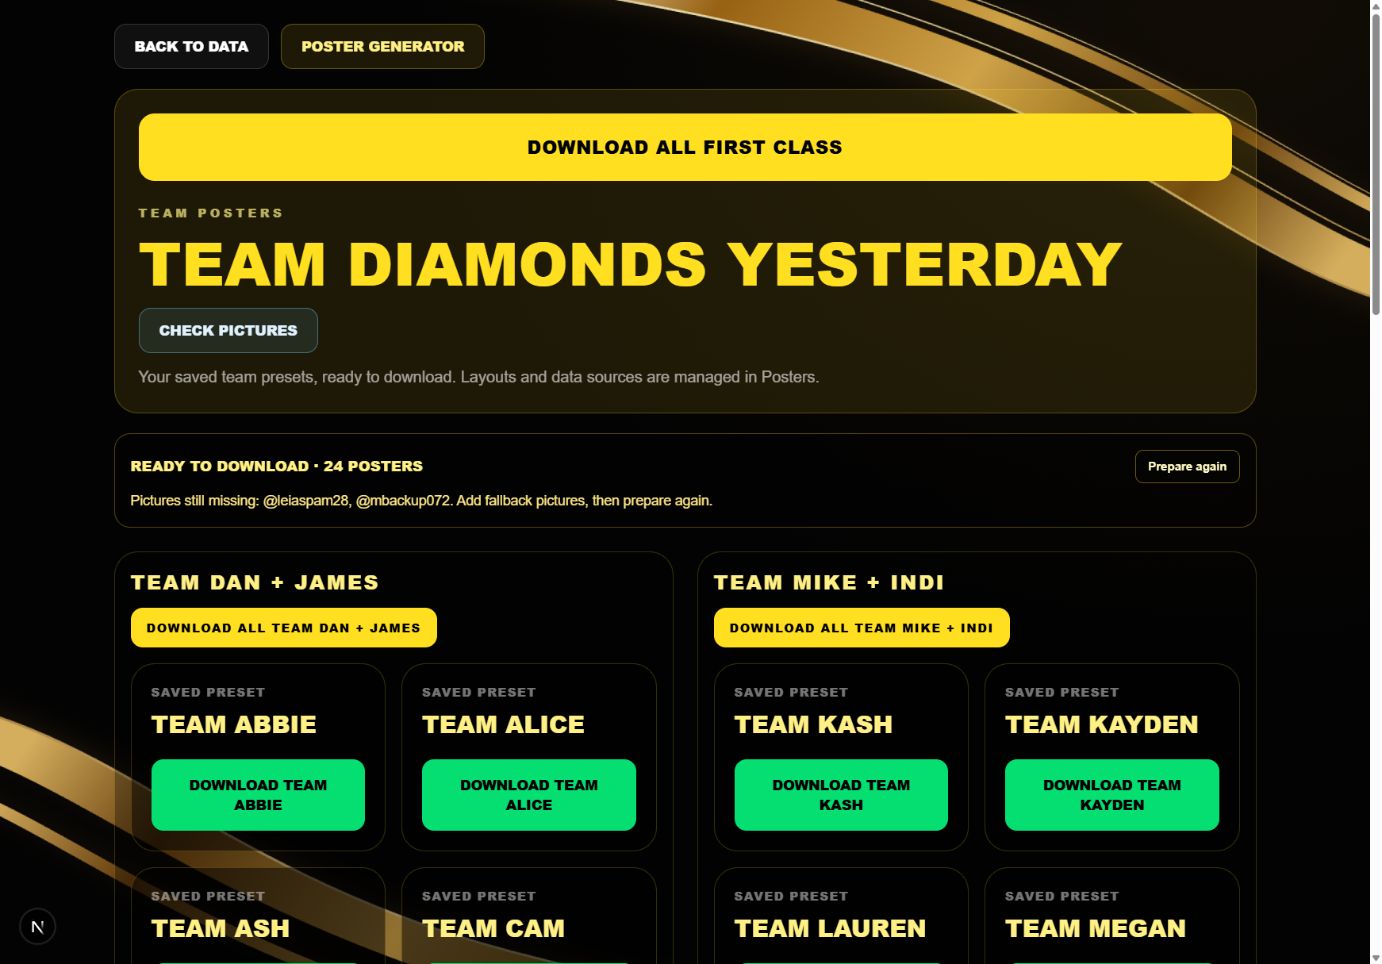 BACK TO DATA
POSTER GENERATOR
DOWNLOAD ALL FIRST CLASS
TEAM POSTERS
TEAM DIAMONDS YESTERDAY
CHECK PICTURES
Your saved team presets, ready to download. Layouts and data sources are managed in Posters.
READY TO DOWNLOAD · 24 POSTERS
Prepare again
Pictures still missing: @leiaspam28, @mbackup072. Add fallback pictures, then prepare again.
TEAM DAN + JAMES
DOWNLOAD ALL TEAM DAN + JAMES
SAVED PRESET
TEAM ABBIE
DOWNLOAD TEAM
ABBIE
SAVED PRESET
TEAM ALICE
DOWNLOAD TEAM
ALICE
SAVED PRESET
TEAM ASH
SAVED PRESET
TEAM CAM
TEAM MIKE + INDI
DOWNLOAD ALL TEAM MIKE + INDI
SAVED PRESET
TEAM KASH
DOWNLOAD TEAM
KASH
SAVED PRESET
TEAM KAYDEN
DOWNLOAD TEAM
KAYDEN
SAVED PRESET
TEAM LAUREN
SAVED PRESET
TEAM MEGAN
N